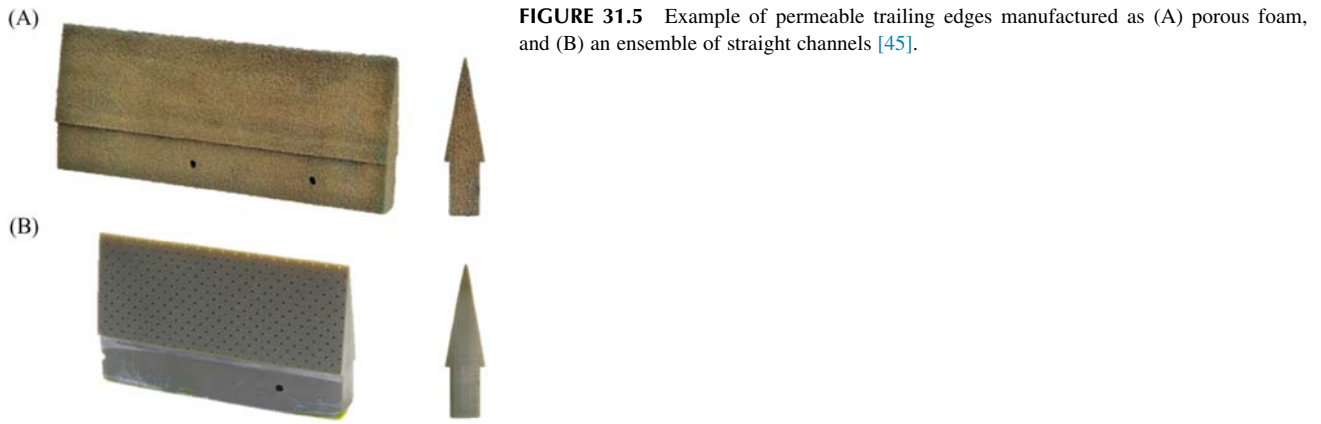 (A)
FIGURE 31.5 Example of permeable trailing edges manufactured as (A) porous foam,
and (B) an ensemble of straight channels [45].
(B)